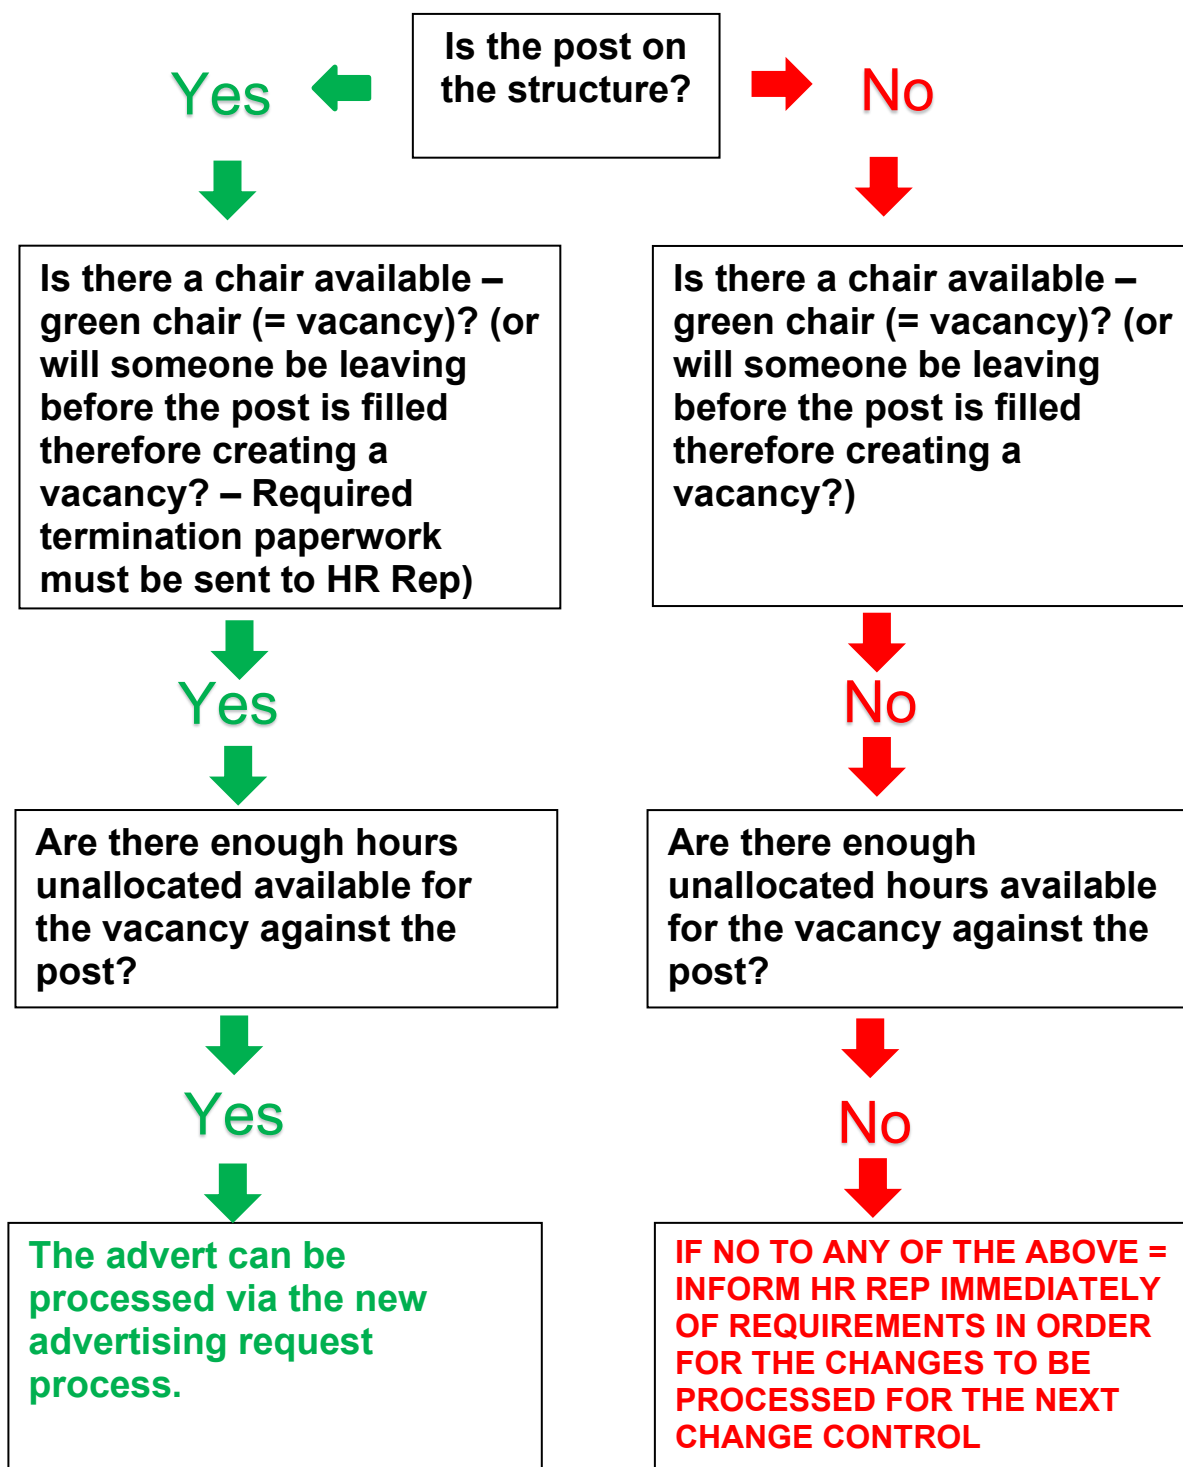 Is the post on
the structure?
Yes
No
Is there a chair available –
green chair (= vacancy)? (or
will someone be leaving
before the post is filled
therefore creating a
vacancy? – Required
termination paperwork
must be sent to HR Rep)
Is there a chair available –
green chair (= vacancy)? (or
will someone be leaving
before the post is filled
therefore creating a
vacancy?)
Yes
No
Are there enough hours
unallocated available for
the vacancy against the
post?
Are there enough
unallocated hours available
for the vacancy against the
post?
Yes
No
The advert can be
processed via the new
advertising request
process.
IF NO TO ANY OF THE ABOVE =
INFORM HR REP IMMEDIATELY
OF REQUIREMENTS IN ORDER
FOR THE CHANGES TO BE
PROCESSED FOR THE NEXT
CHANGE CONTROL